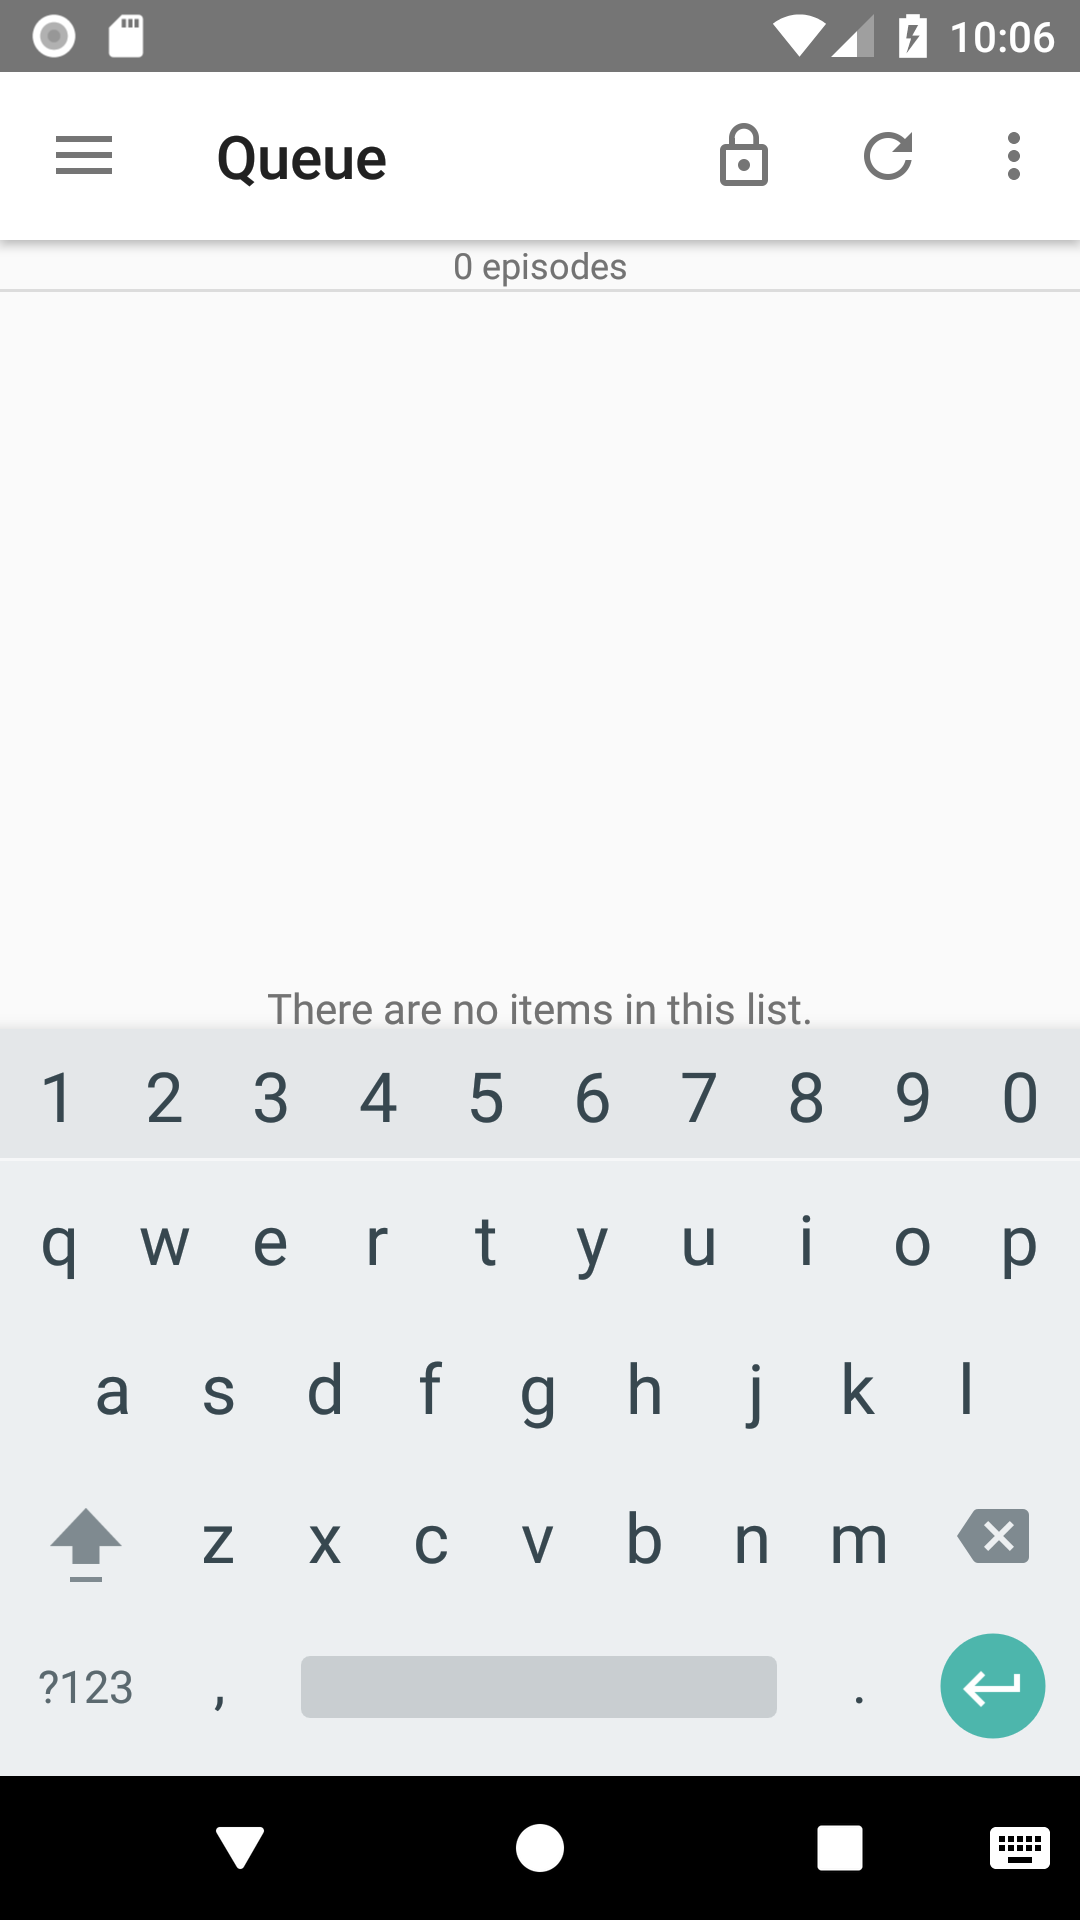 10:06
Queue
0 episodes
There are no items in this list.
1 2 3 4 5 6 7 8 9 0
q w e r t y u i o p
a s d f g h j k l
z x c v b n m
?123 , .